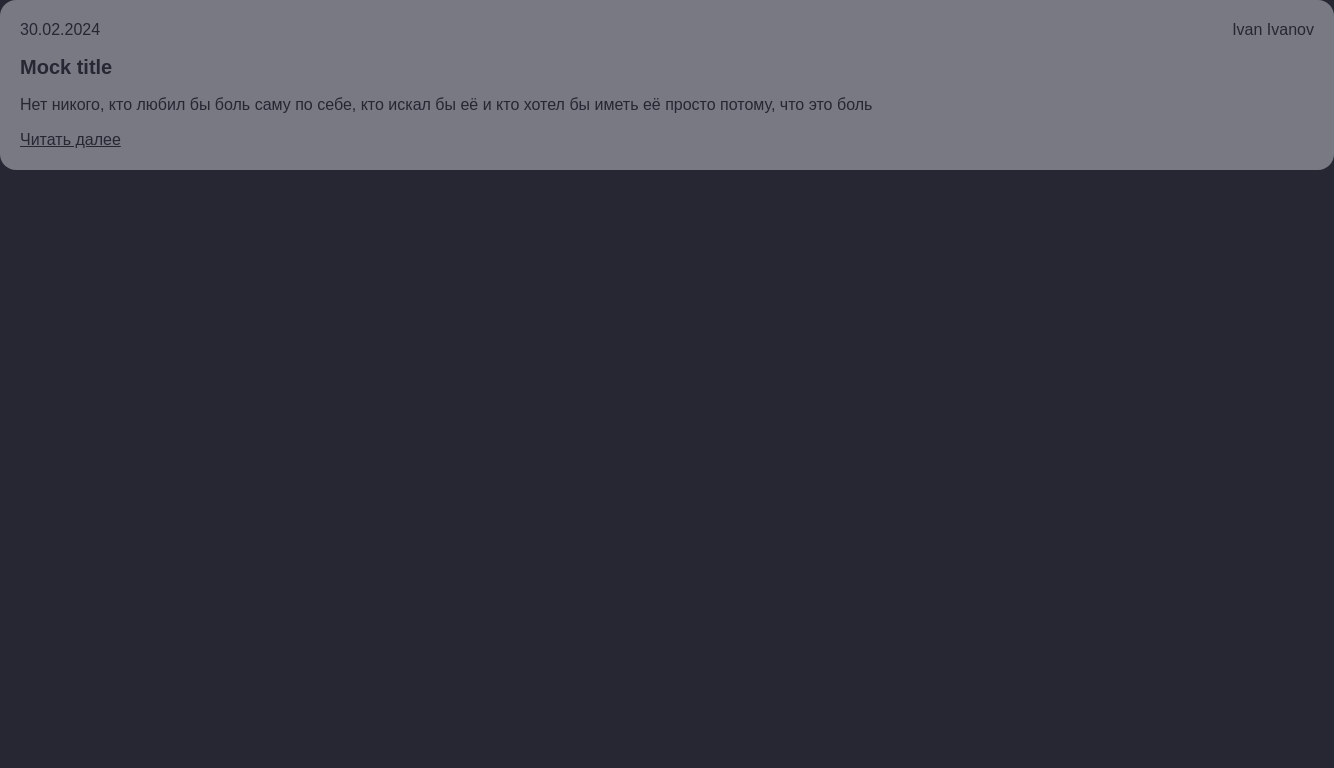 30.02.2024 Ivan Ivanov
Mock title
Нет никого, кто любил бы боль саму по себе, кто искал бы её и кто хотел бы иметь её просто потому, что это боль
Читать далее